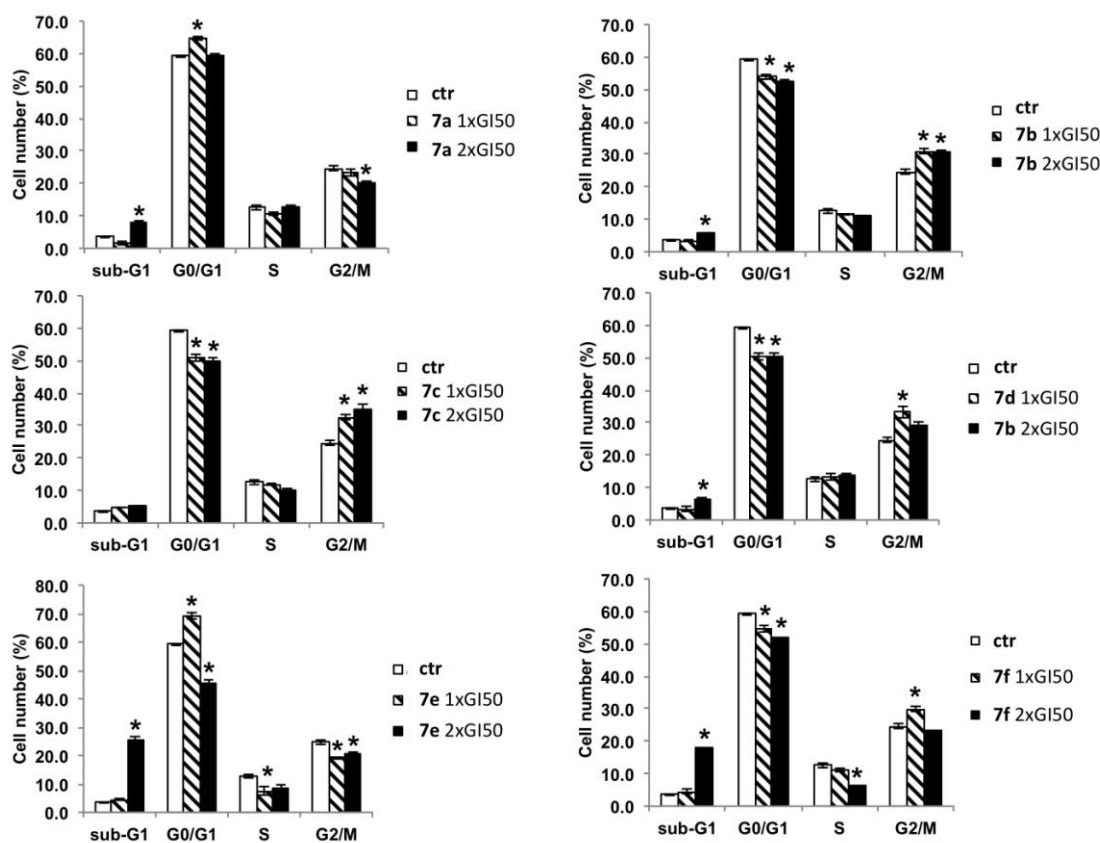 70.0
60.0
50.0
40.0
30.0
20.0
10.0
0.0
Cell number (%)
*
*
*
sub-G1 G0/G1 S G2/M
ctr
7a 1xGI50
7a 2xGI50
70.0
60.0
50.0
40.0
30.0
20.0
10.0
0.0
Cell number (%)
* *
* *
*
sub-G1 G0/G1 S G2/M
ctr
7b 1xGI50
7b 2xGI50
70.0
60.0
50.0
40.0
30.0
20.0
10.0
0.0
Cell number (%)
* *
* *
sub-G1 G0/G1 S G2/M
ctr
7c 1xGI50
7c 2xGI50
70.0
60.0
50.0
40.0
30.0
20.0
10.0
0.0
Cell number (%)
* *
*
*
sub-G1 G0/G1 S G2/M
ctr
7d 1xGI50
7b 2xGI50
80.0
70.0
60.0
50.0
40.0
30.0
20.0
10.0
0.0
Cell number (%)
*
*
*
* *
*
sub-G1 G0/G1 S G2/M
ctr
7e 1xGI50
7e 2xGI50
70.0
60.0
50.0
40.0
30.0
20.0
10.0
0.0
Cell number (%)
* *
*
*
*
sub-G1 G0/G1 S G2/M
ctr
7f 1xGI50
7f 2xGI50